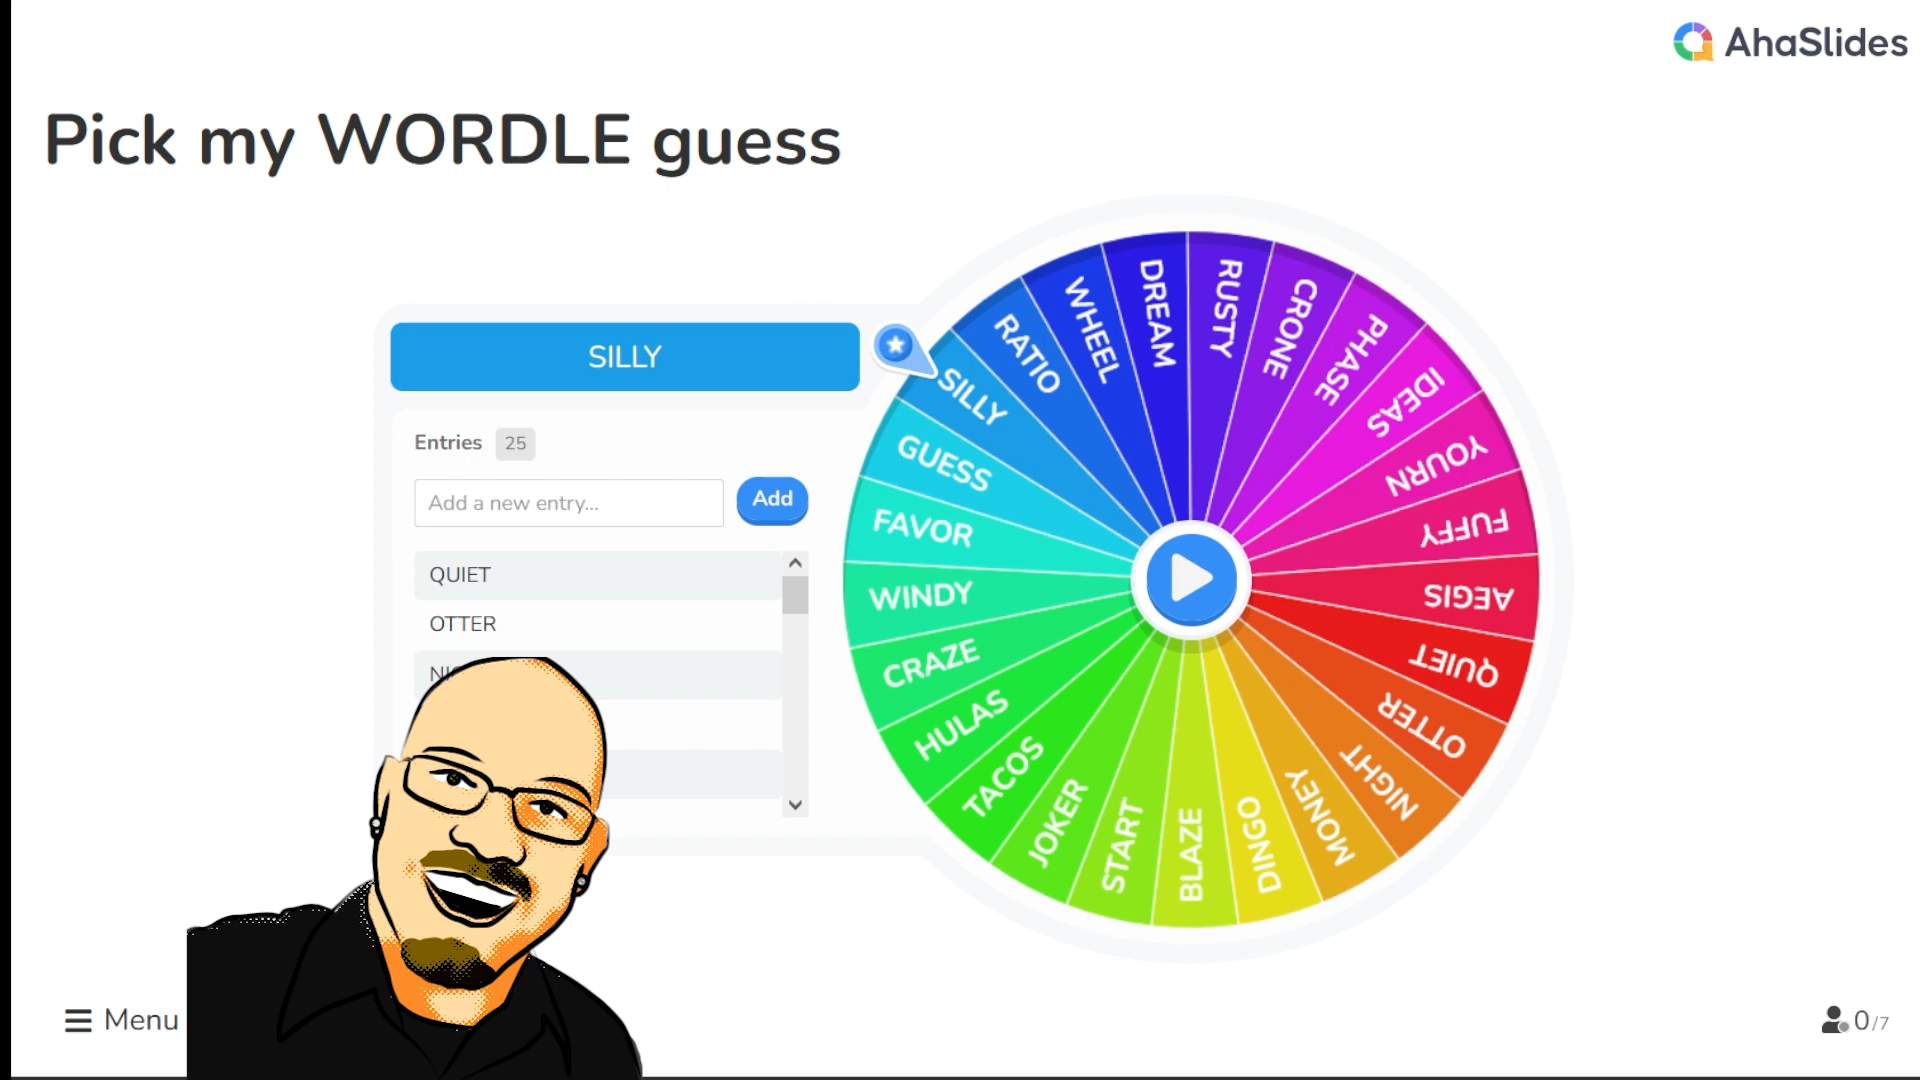 AhaSlides
Pick my WORDLE guess
SILLY
Entries 25
Add a new entry...
Add
QUIET
OTTER
DREAM
RUSTY
CRONE
PHASE
IDEAS
YOURN
FUFFY
AEGIS
QUIET
OTTER
NIGHT
MONEY
DINGO
BLAZE
START
JOKER
TACOS
HULAS
CRAZE
WINDY
FAVOR
GUESS
SILLY
RATIO
WHEEL
Menu
0/7